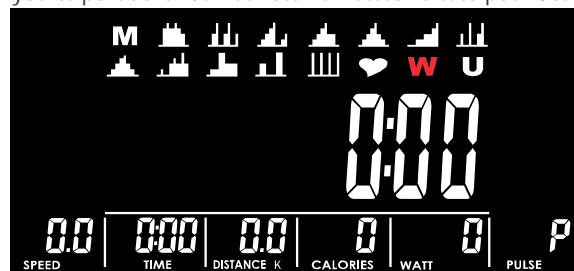 M
W U
0:00
0.0 0:00 0.0 0 0 P
SPEED TIME DISTANCE K CALORIES WATT PULSE